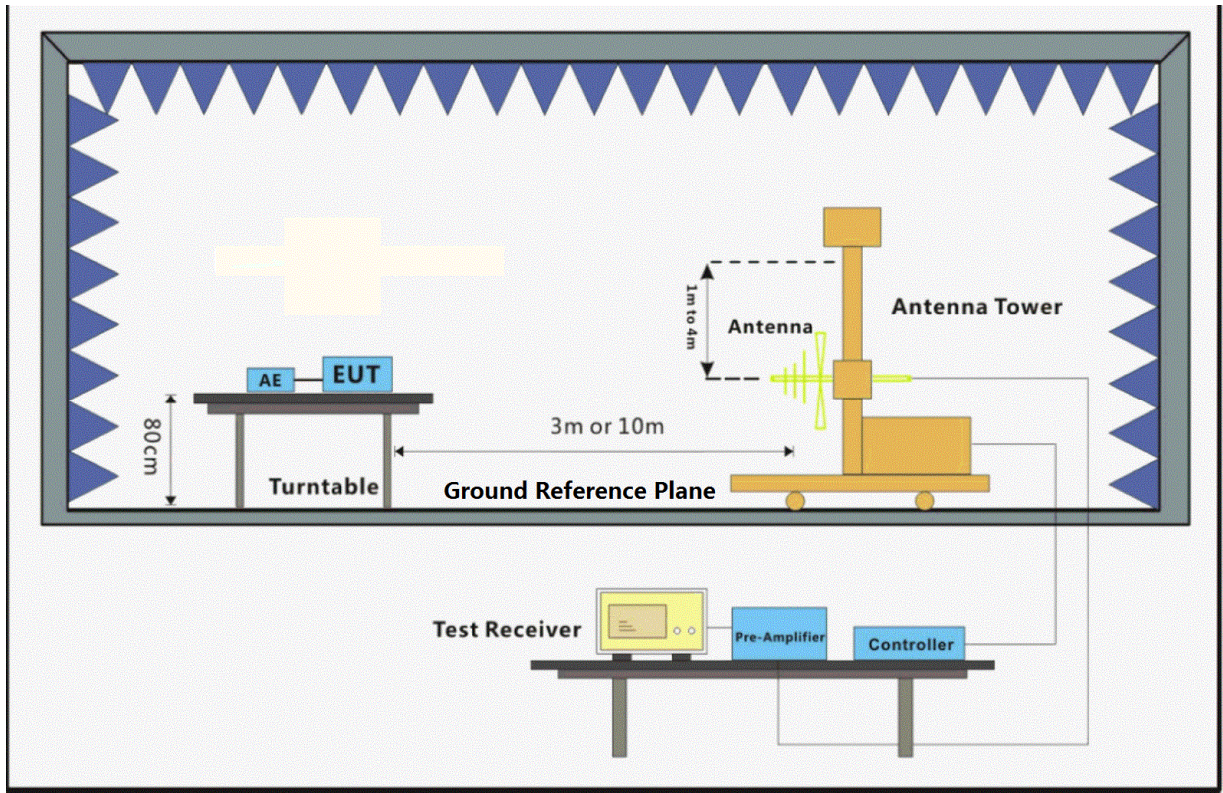 1m to 4m
Antenna
Antenna Tower
AE
EUT
80cm
3m or 10m
Turntable
Ground Reference Plane
Test Receiver
Pre-Amplifier
Controller